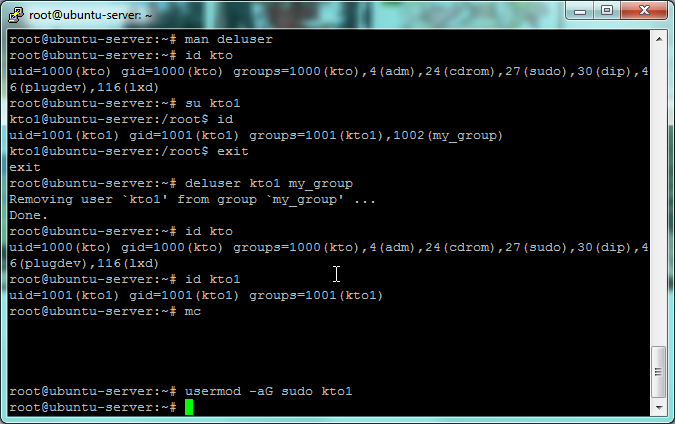 root@ubuntu-server: ~
root@ubuntu-server:~# man deluser
root@ubuntu-server:~# id kto
uid=1000(kto) gid=1000(kto) groups=1000(kto),4(adm),24(cdrom),27(sudo),30(dip),4
6(plugdev),116(lxd)
root@ubuntu-server:~# su kto1
kto1@ubuntu-server:/root$ id
uid=1001(kto1) gid=1001(kto1) groups=1001(kto1),1002(my_group)
kto1@ubuntu-server:/root$ exit
exit
root@ubuntu-server:~# deluser kto1 my_group
Removing user `kto1' from group `my_group' ...
Done.
root@ubuntu-server:~# id kto
uid=1000(kto) gid=1000(kto) groups=1000(kto),4(adm),24(cdrom),27(sudo),30(dip),4
6(plugdev),116(lxd)
root@ubuntu-server:~# id kto1
uid=1001(kto1) gid=1001(kto1) groups=1001(kto1)
root@ubuntu-server:~# mc
root@ubuntu-server:~# usermod -aG sudo kto1
root@ubuntu-server:~#